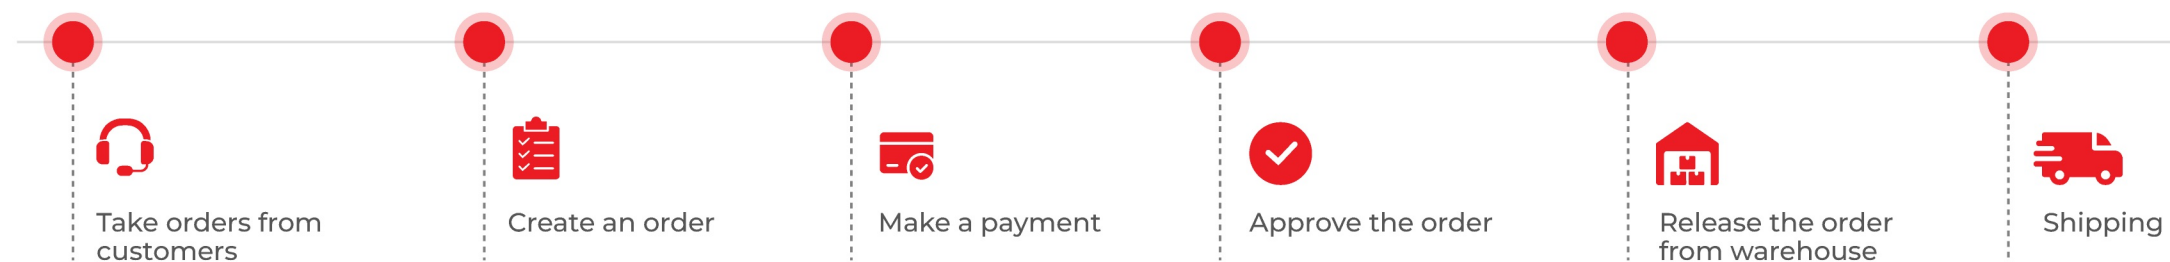 Take orders from
customers
Create an order
Make a payment
Approve the order
Release the order
from warehouse
Shipping